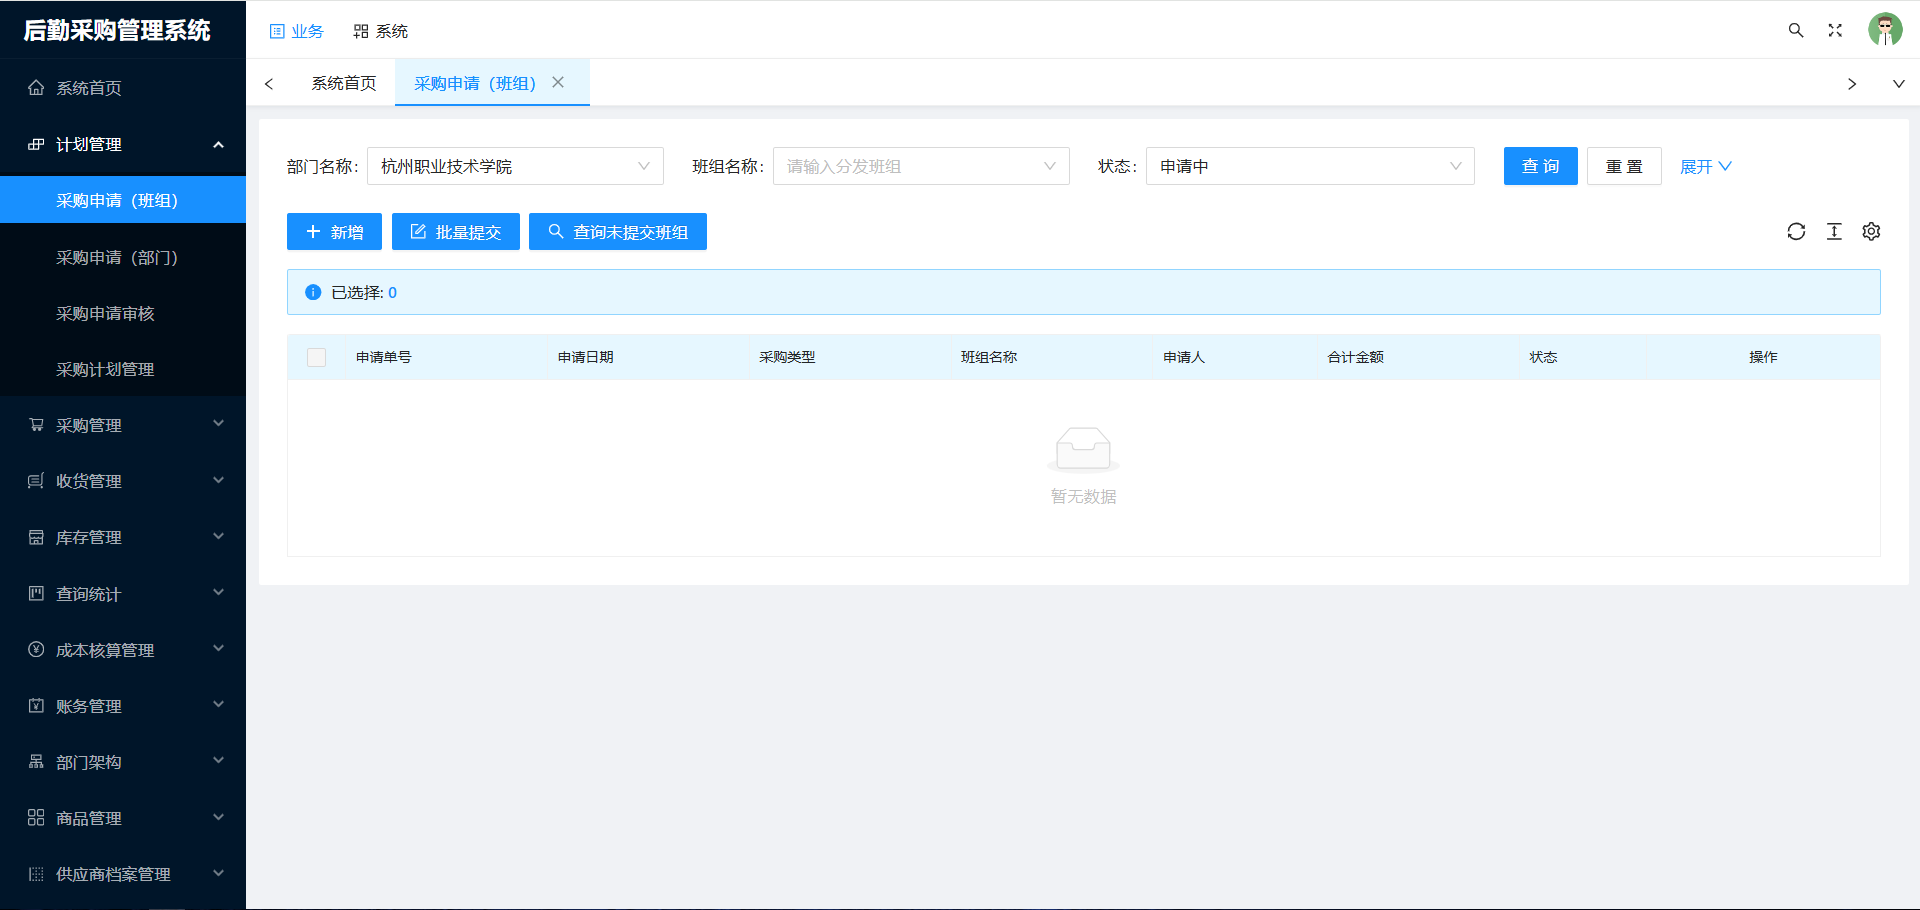 后勤采购管理系统
业务
系统
系统首页
采购申请（班组）
系统首页
计划管理
采购申请（班组）
采购申请（部门）
采购申请审核
采购计划管理
采购管理
收货管理
库存管理
查询统计
成本核算管理
账务管理
部门架构
商品管理
供应商档案管理
部门名称: 杭州职业技术学院
班组名称: 请输入分发班组
状态: 申请中
查 询
重 置
展开
新增
批量提交
查询未提交班组
已选择: 0
申请单号 申请日期 采购类型 班组名称 申请人 合计金额 状态 操作
暂无数据